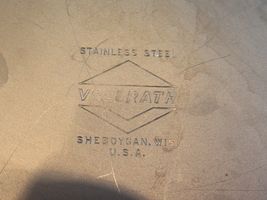 STAINLESS STEEL
VOLLRATH
SHEBOYGAN, WIS.
U.S.A.